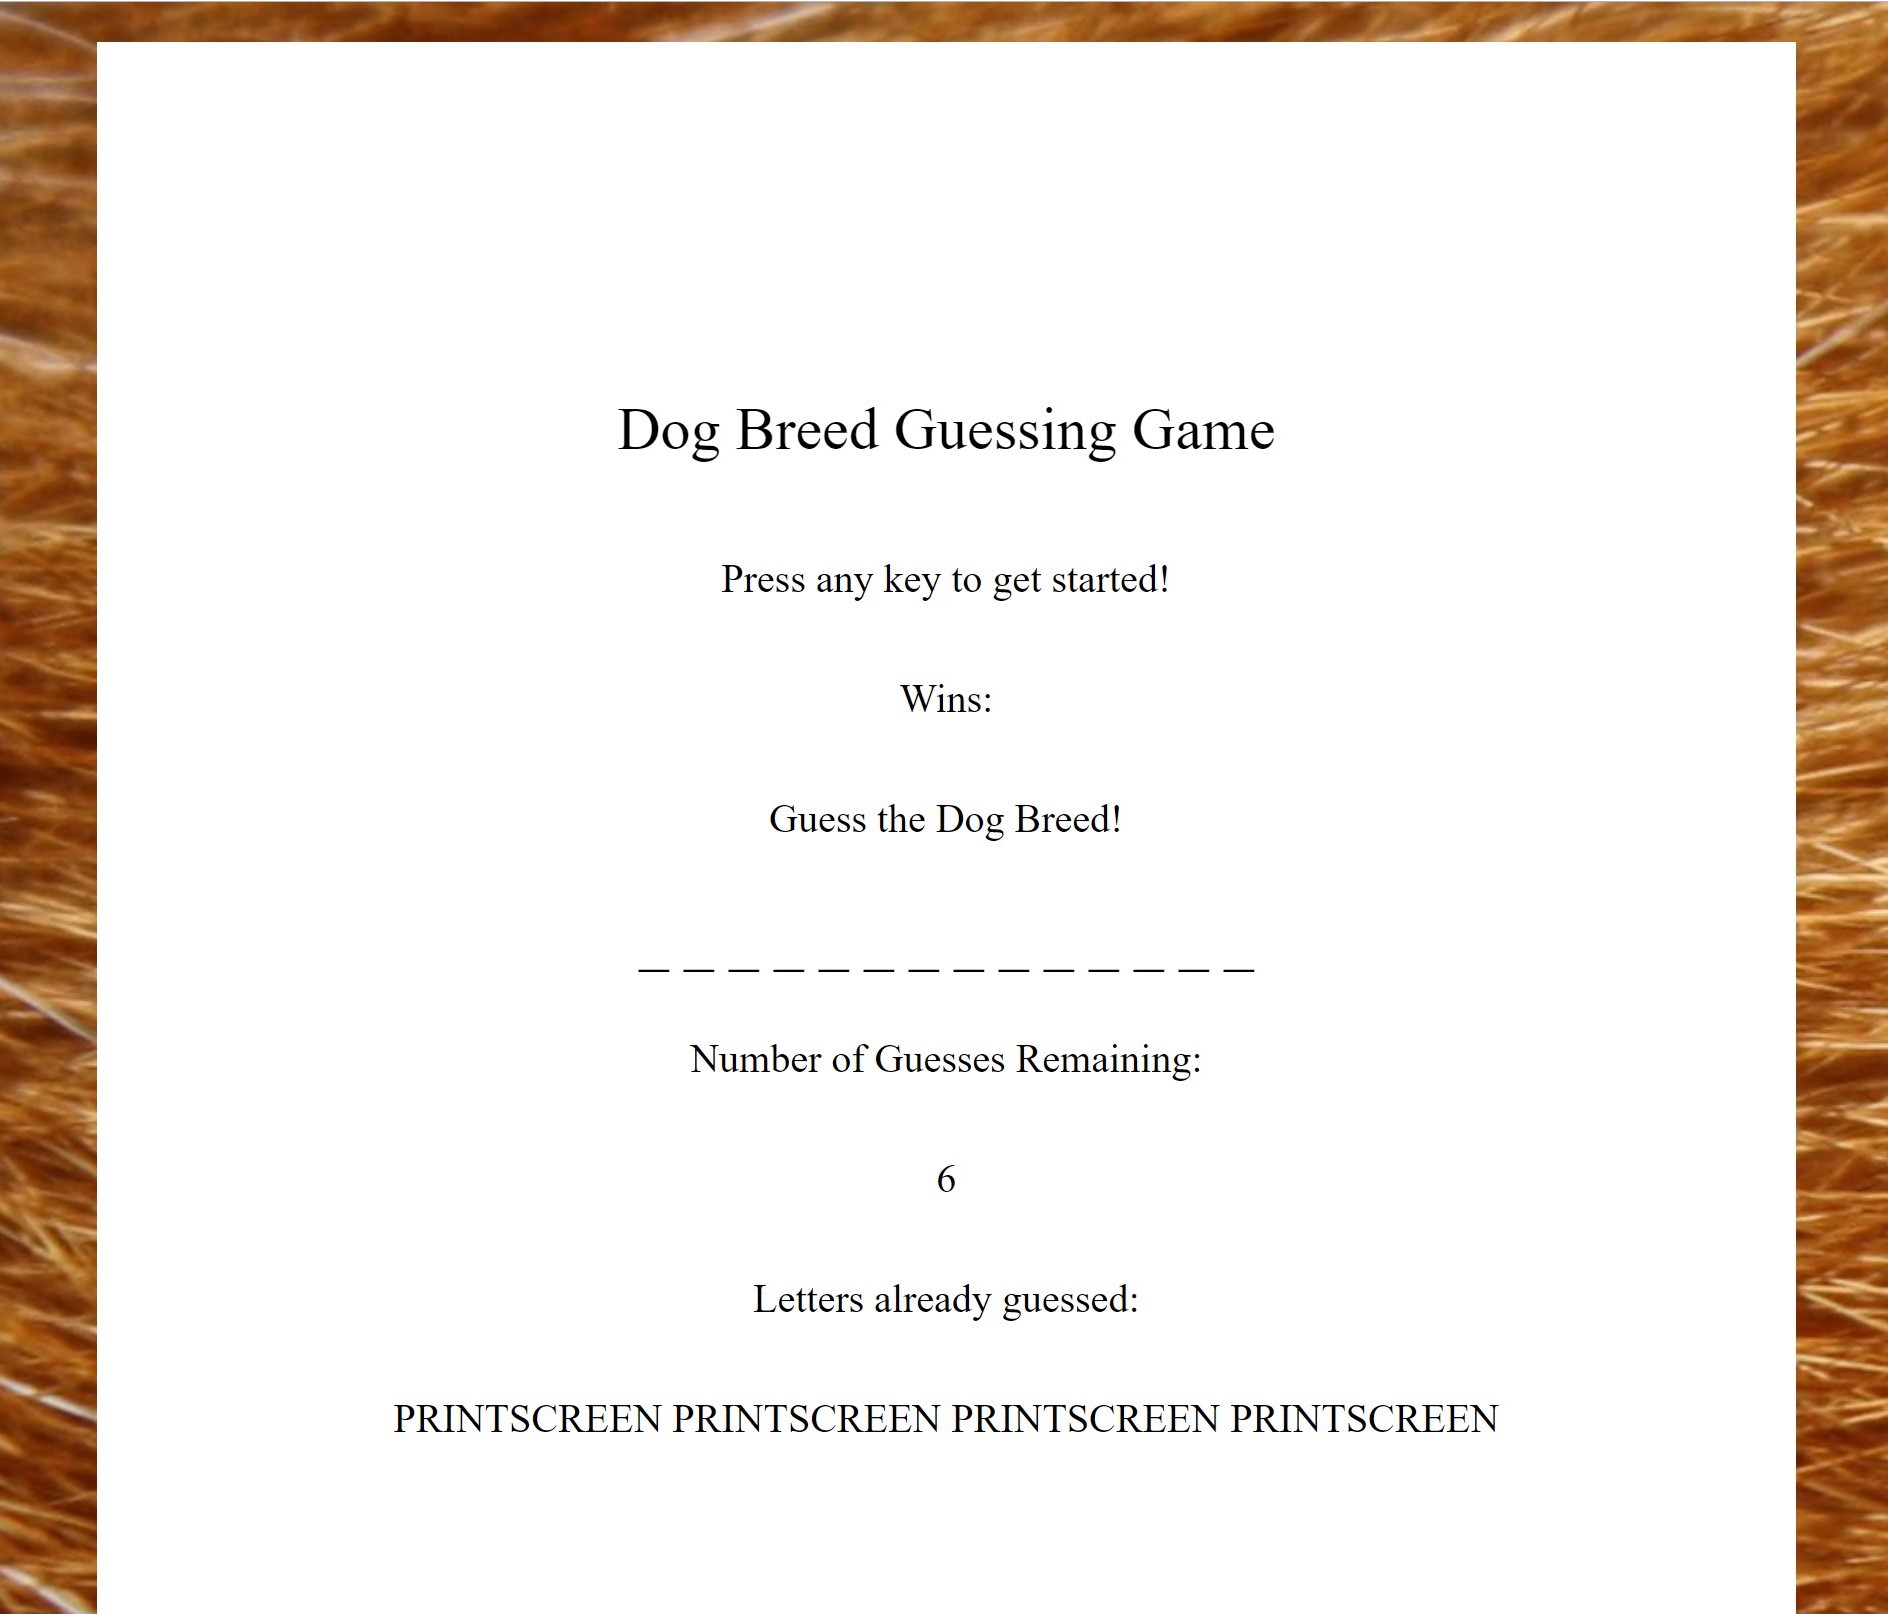 Dog Breed Guessing Game
Press any key to get started!
Wins:
Guess the Dog Breed!
_ _ _ _ _ _ _ _ _ _ _ _ _ _
Number of Guesses Remaining:
6
Letters already guessed:
PRINTSCREEN PRINTSCREEN PRINTSCREEN PRINTSCREEN